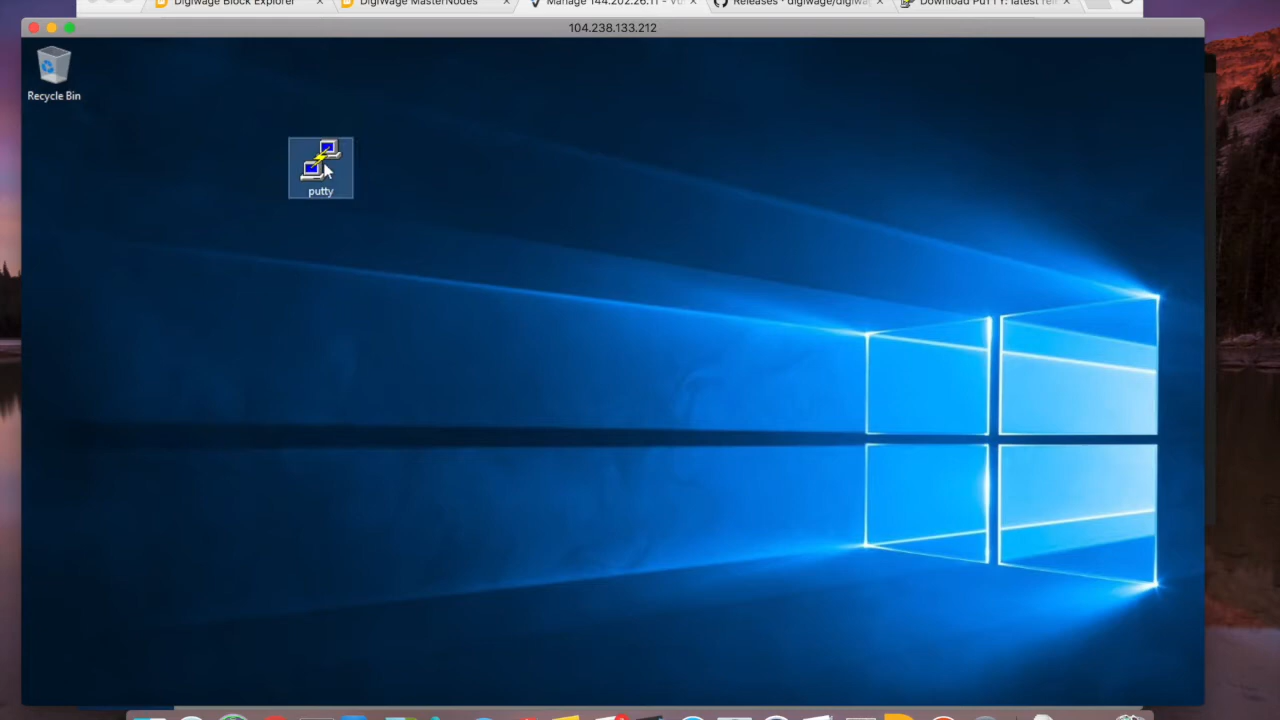 DigiWage Block Explorer
DigiWage MasterNodes
Manage 144.202.26.11 - Vu
Releases · digiwage/digiwa
Download PuTTY: latest rele
104.238.133.212
Recycle Bin
putty